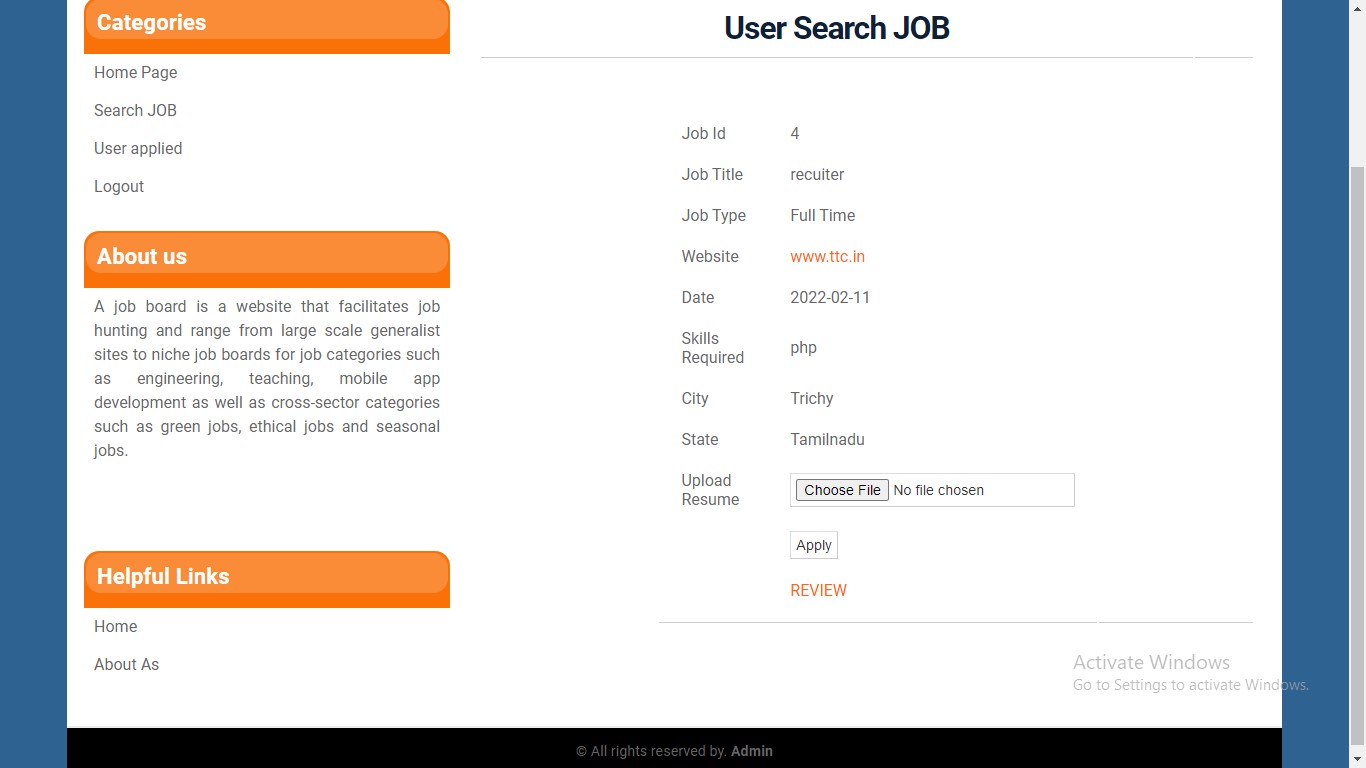 Categories
Home Page
Search JOB
User applied
Logout
About us
A job board is a website that facilitates job
hunting and range from large scale generalist
sites to niche job boards for job categories such
as engineering, teaching, mobile app
development as well as cross-sector categories
such as green jobs, ethical jobs and seasonal
jobs.
Helpful Links
Home
About As
User Search JOB
Job Id 4
Job Title recuiter
Job Type Full Time
Website www.ttc.in
Date 2022-02-11
Skills
Required php
City Trichy
State Tamilnadu
Upload
Resume Choose File No file chosen
Apply
REVIEW
Activate Windows
Go to Settings to activate Windows.
© All rights reserved by. Admin